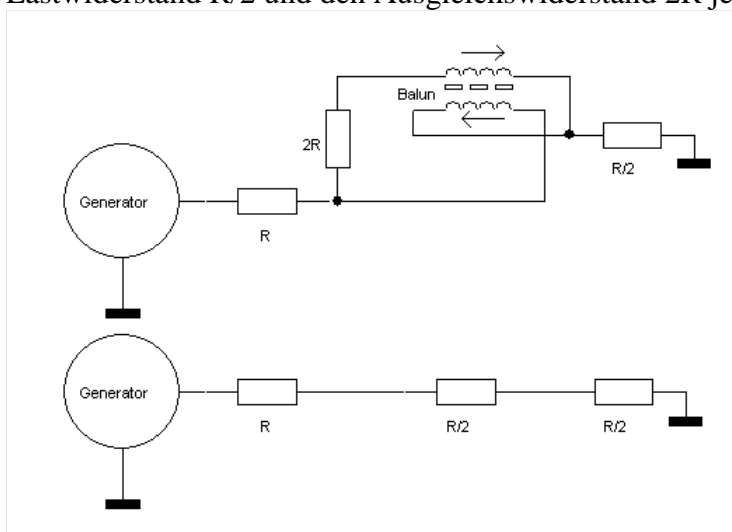 Lastwiderstand R/2 und den Ausgleichswiderstand 2R je
Balun
2R
R/2
Generator
R
Generator
R
R/2
R/2